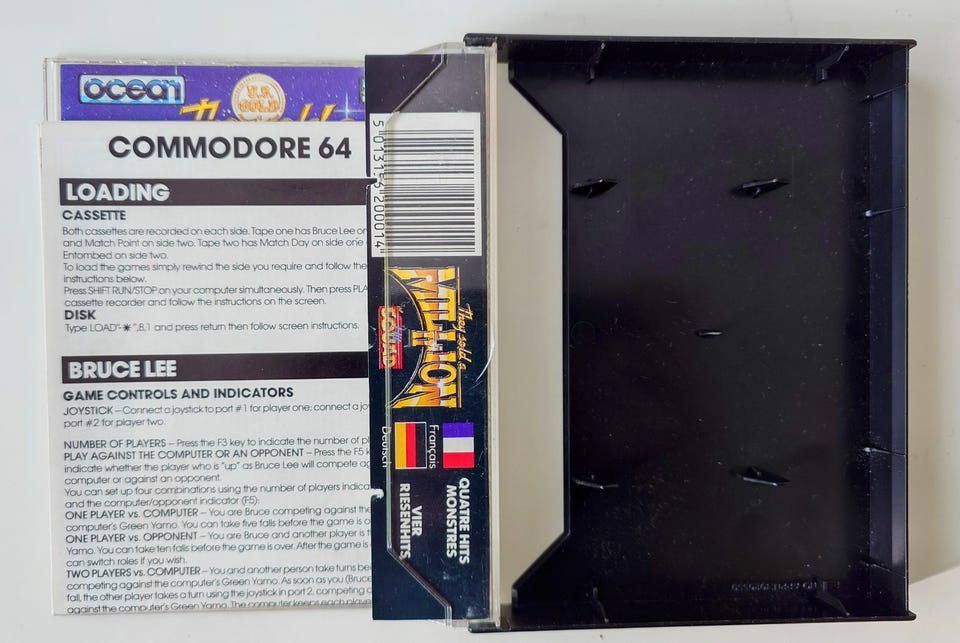 ocean
U.S. GOLD
COMMODORE 64
LOADING
CASSETTE
Both cassettes are recorded on each side. Tape one has Bruce Lee
and Match Point on side two. Tape two has Match Day on side one
Entombed on side two.
To load the games simply rewind the side you require and follow the
instructions below.
Press SHIFT RUN/STOP on your computer simultaneously. Then press
cassette recorder and follow the instructions on the screen.
DISK
Type LOAD"✱",8,1 and press return then follow screen instructions.
BRUCE LEE
GAME CONTROLS AND INDICATORS
JOYSTICK – Connect a joystick to port #1 for player one; connect a
port #2 for player two.
NUMBER OF PLAYERS – Press the F3 key to indicate the number of
PLAY AGAINST THE COMPUTER OR AN OPPONENT – Press the F5
indicate whether the player who is "up" as Bruce Lee will compete
computer or against an opponent.
You can set up four combinations using the number of players
and the computer/opponent indicator (F5):
ONE PLAYER vs. COMPUTER – You are Bruce competing against the
computer's Green Yamo. You can take five falls before the game is
ONE PLAYER vs. OPPONENT – You are Bruce and another player is
Yamo. You can take ten falls before the game is over. After the game is
can switch roles if you wish.
TWO PLAYERS vs. COMPUTER – You and another person take turns
competing against the computer's Green Yamo. As soon as you (Bruce
fall, the other player takes a turn using the joystick in port 2, competing
against the computer's Green Yamo. The computer keeps each
5 013156 200014
They sold a
MILLION
II
Français
Deutsch
QUATRE HITS
MONSTRES
VIER
RIESENHITS